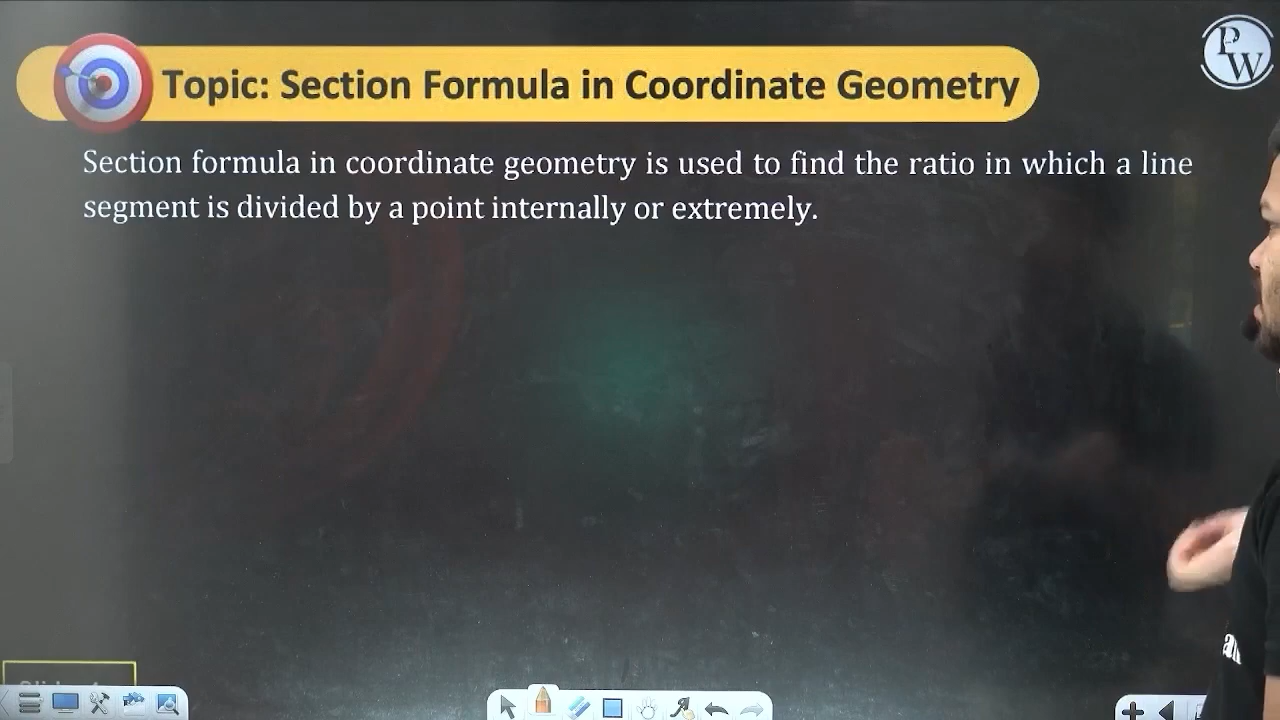 Topic: Section Formula in Coordinate Geometry
PW
Section formula in coordinate geometry is used to find the ratio in which a line
segment is divided by a point internally or extremely.